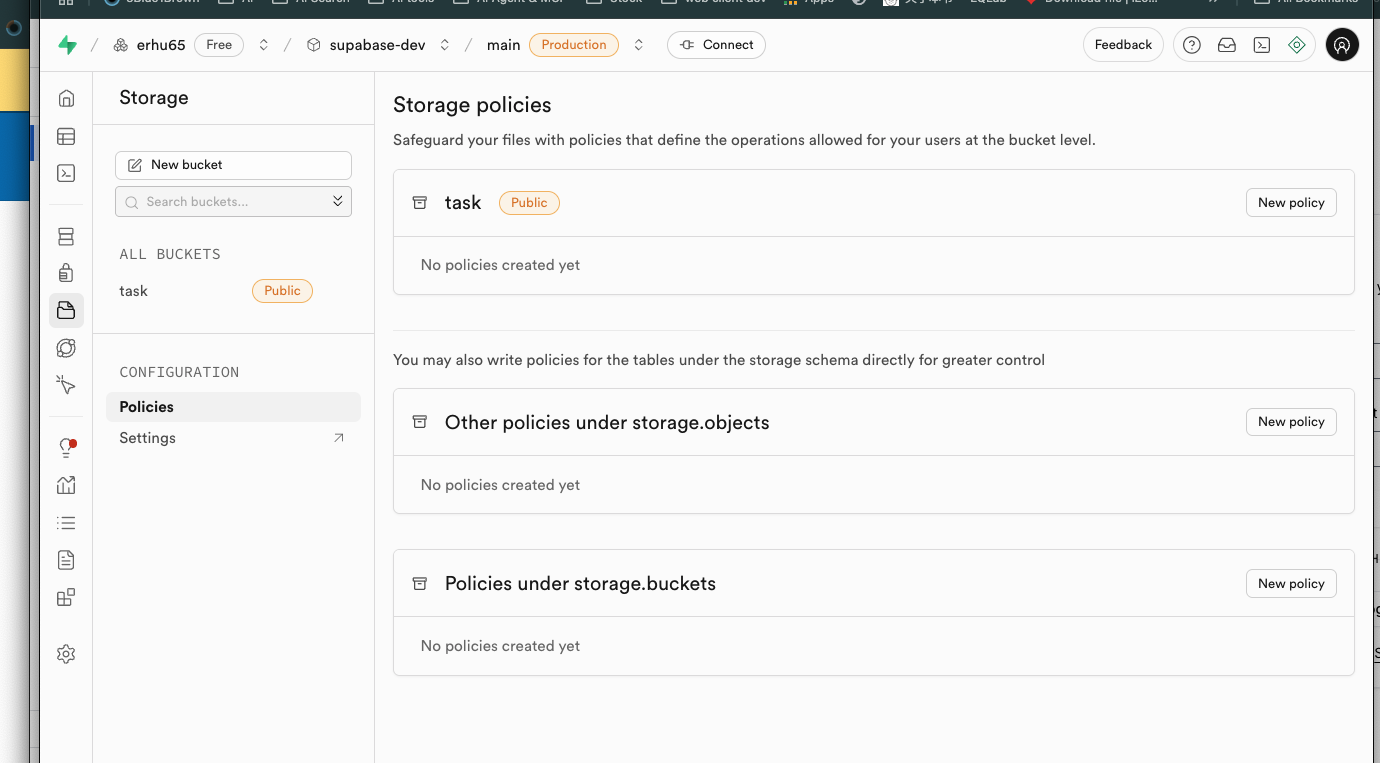 erhu65 Free supabase-dev main Production Connect Feedback
Storage
New bucket
Search buckets...
ALL BUCKETS
task Public
CONFIGURATION
Policies
Settings
Storage policies
Safeguard your files with policies that define the operations allowed for your users at the bucket level.
task Public New policy
No policies created yet
You may also write policies for the tables under the storage schema directly for greater control
Other policies under storage.objects New policy
No policies created yet
Policies under storage.buckets New policy
No policies created yet